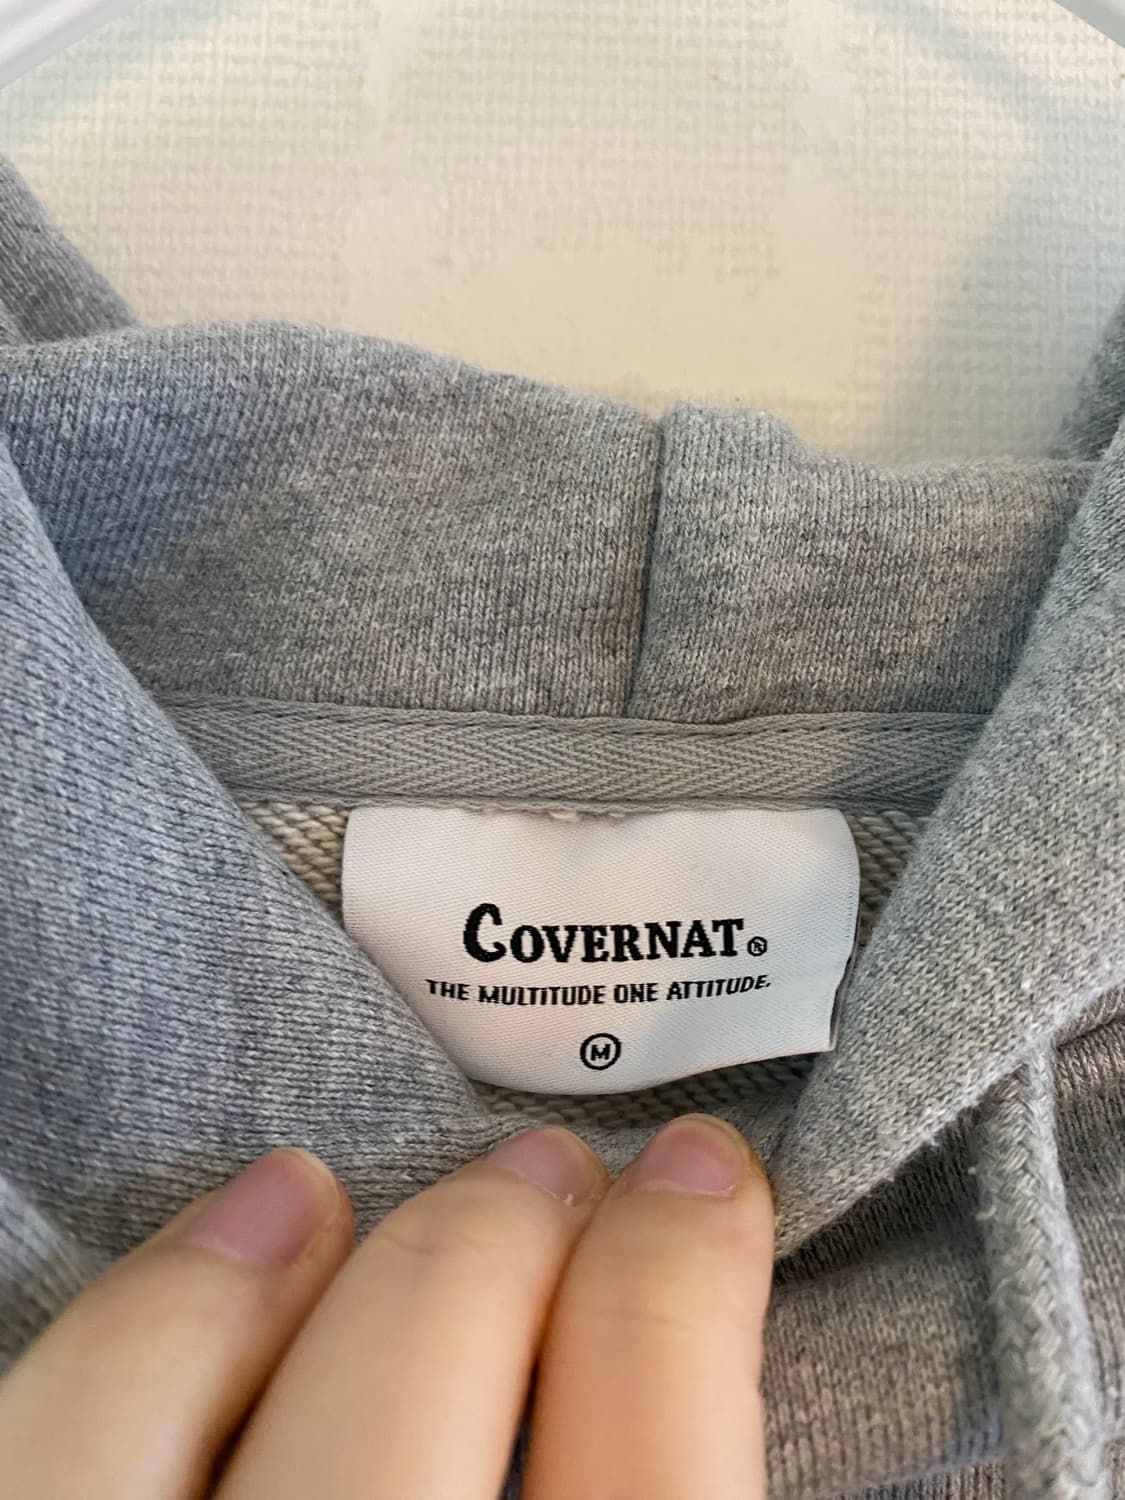 COVERNAT®
THE MULTITUDE ONE ATTITUDE.
M